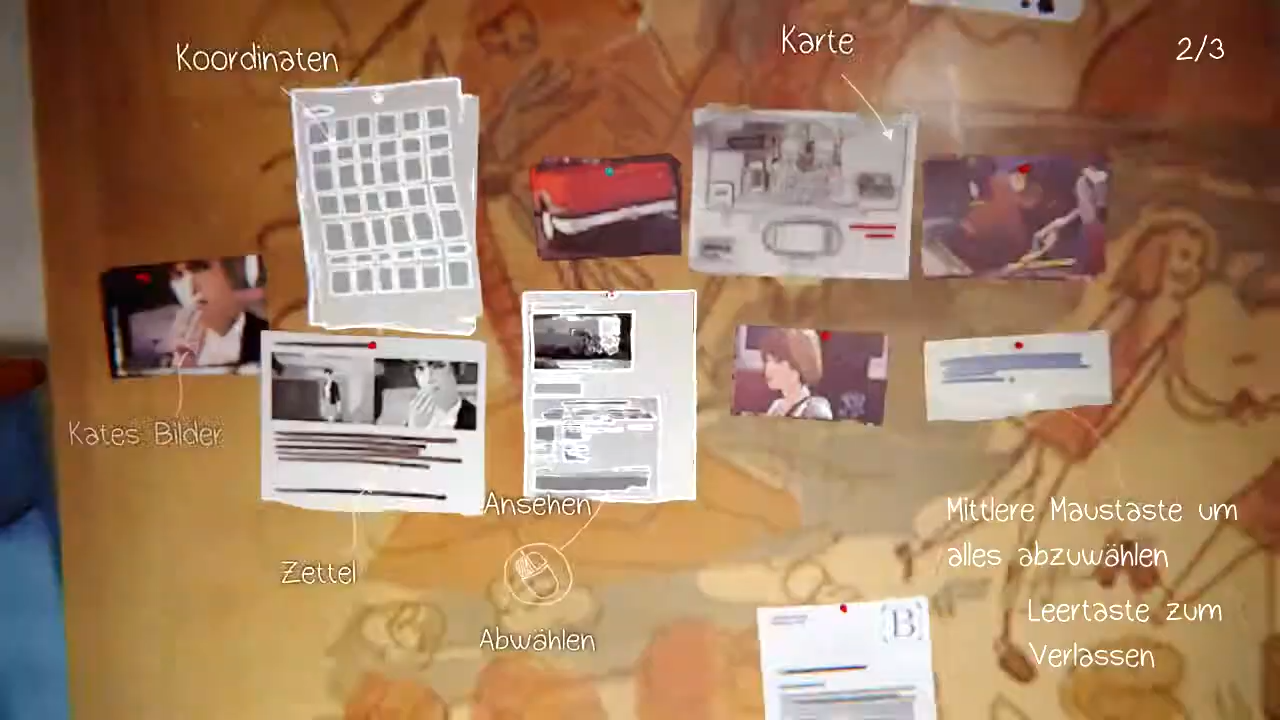 Koordinaten
Karte
2/3
Kates Bilder
Ansehen
Zettel
Abwählen
Mittlere Maustaste um
alles abzuwählen
Leertaste zum
Verlassen
[B]